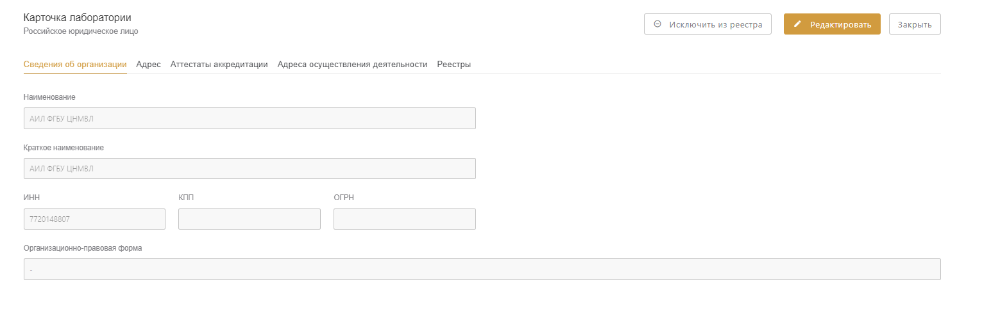 Карточка лаборатории
Российское юридическое лицо
Исключить из реестра
Редактировать
Закрыть
Сведения об организации Адрес Аттестаты аккредитации Адреса осуществления деятельности Реестры
Наименование
АИЛ ФГБУ ЦНМВЛ
Краткое наименование
АИЛ ФГБУ ЦНМВЛ
ИНН КПП ОГРН
7720148807
Организационно-правовая форма
-